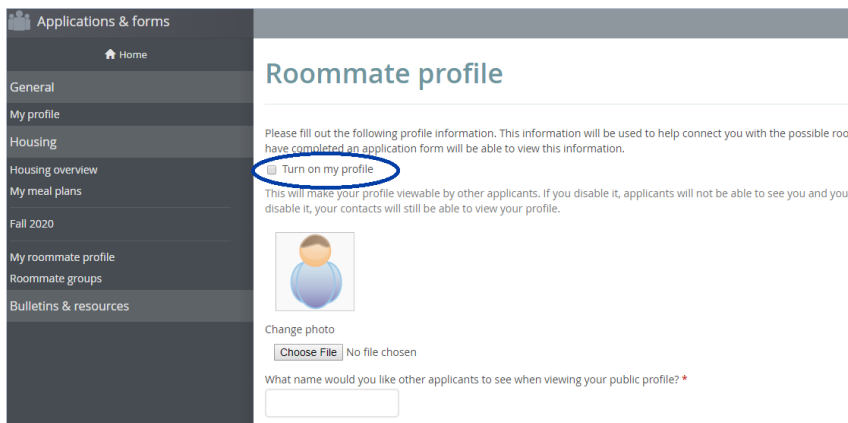 Applications & forms
Home
General
My profile
Housing
Housing overview
My meal plans
Fall 2020
My roommate profile
Roommate groups
Bulletins & resources
Roommate profile
Please fill out the following profile information. This information will be used to help connect you with the possible roo
have completed an application form will be able to view this information.
Turn on my profile
This will make your profile viewable by other applicants. If you disable it, applicants will not be able to see you and you
disable it, your contacts will still be able to view your profile.
Change photo
Choose File No file chosen
What name would you like other applicants to see when viewing your public profile? *